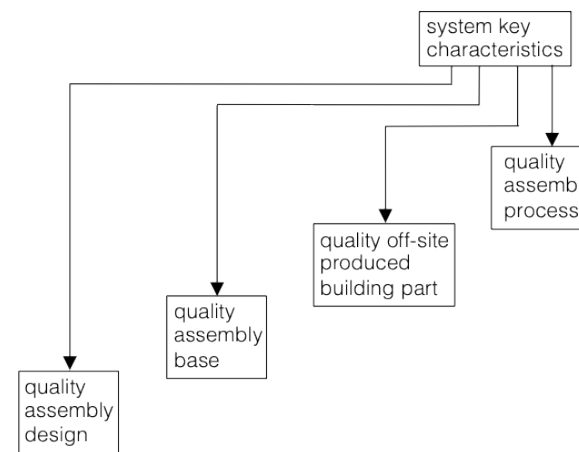 system key
characteristics
quality
assemb
process
quality off-site
produced
building part
quality
assembly
base
quality
assembly
design